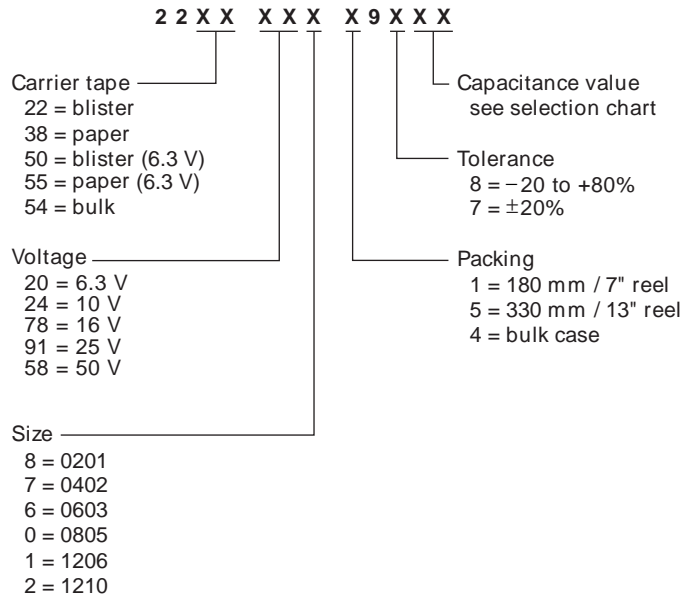 2 2 X X X X X X 9 X X X
Carrier tape
22 = blister
38 = paper
50 = blister (6.3 V)
55 = paper (6.3 V)
54 = bulk
Voltage
20 = 6.3 V
24 = 10 V
78 = 16 V
91 = 25 V
58 = 50 V
Size
8 = 0201
7 = 0402
6 = 0603
0 = 0805
1 = 1206
2 = 1210
Capacitance value
see selection chart
Tolerance
8 = −20 to +80%
7 = ±20%
Packing
1 = 180 mm / 7" reel
5 = 330 mm / 13" reel
4 = bulk case